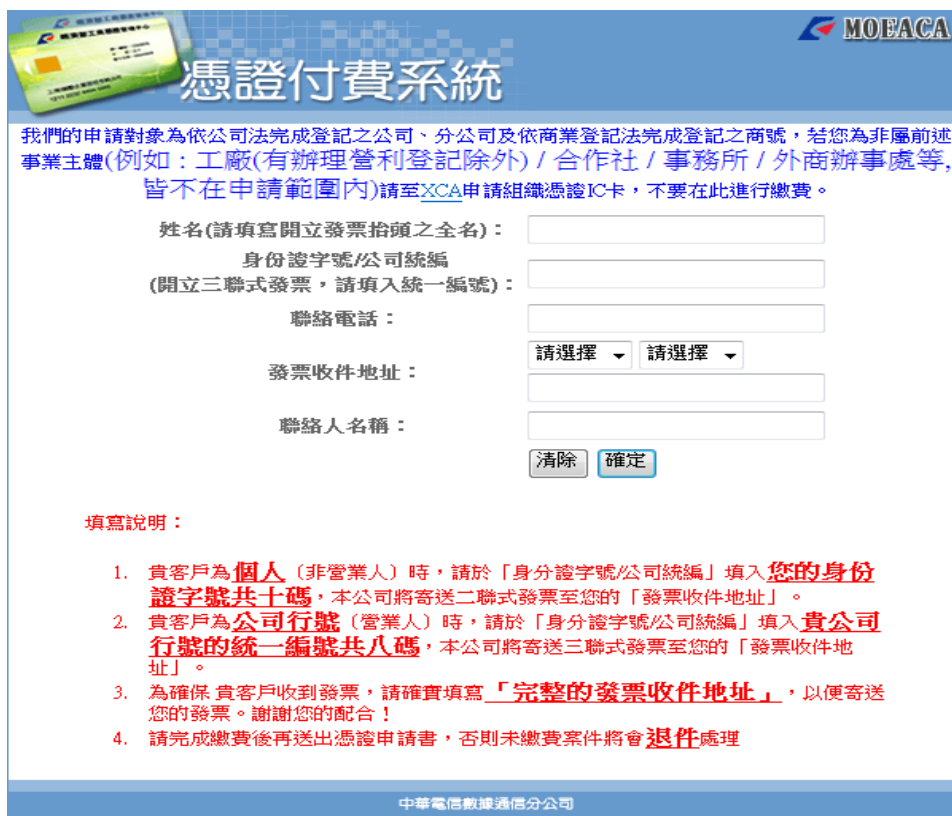 MOEACA
憑證付費系統
我們的申請對象為依公司法完成登記之公司、分公司及依商業登記法完成登記之商號，若您為非屬前述
事業主體(例如：工廠(有辦理營利登記除外) / 合作社 / 事務所 / 外商辦事處等,
皆不在申請範圍內)請至XCA申請組織憑證IC卡，不要在此進行繳費。
姓名(請填寫開立發票抬頭之全名)：
身份證字號/公司統編
(開立三聯式發票，請填入統一編號)：
聯絡電話：
請選擇 請選擇
發票收件地址：
聯絡人名稱：
清除 確定
填寫說明：
1. 貴客戶為個人〔非營業人〕時，請於「身分證字號/公司統編」填入您的身份
證字號共十碼，本公司將寄送二聯式發票至您的「發票收件地址」。
2. 貴客戶為公司行號〔營業人〕時，請於「身分證字號/公司統編」填入貴公司
行號的統一編號共八碼，本公司將寄送三聯式發票至您的「發票收件地
址」。
3. 為確保 貴客戶收到發票，請確實填寫「完整的發票收件地址」，以便寄送
您的發票。謝謝您的配合！
4. 請完成繳費後再送出憑證申請書，否則未繳費案件將會退件處理
中華電信數據通信分公司